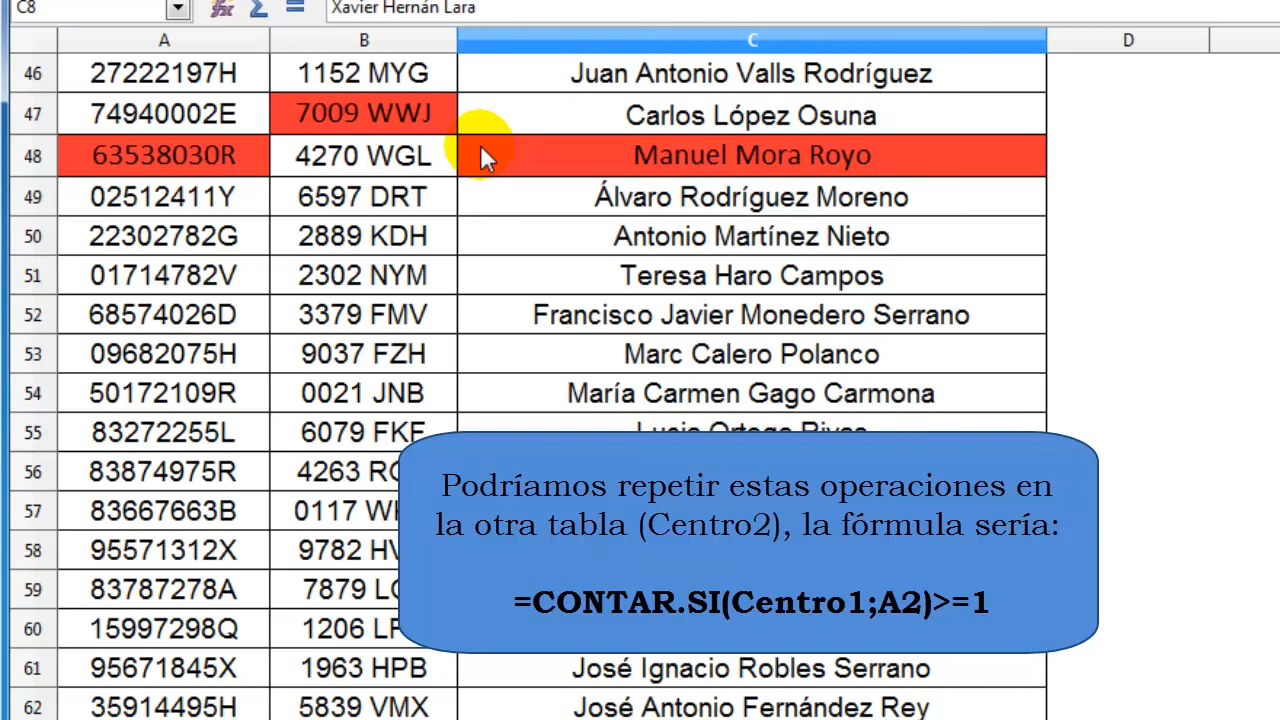 C8 Xavier Hernán Lara
A B C D
46 27222197H 1152 MYG Juan Antonio Valls Rodríguez
47 74940002E 7009 WWJ Carlos López Osuna
48 63538030R 4270 WGL Manuel Mora Royo
49 02512411Y 6597 DRT Álvaro Rodríguez Moreno
50 22302782G 2889 KDH Antonio Martínez Nieto
51 01714782V 2302 NYM Teresa Haro Campos
52 68574026D 3379 FMV Francisco Javier Monedero Serrano
53 09682075H 9037 FZH Marc Calero Polanco
54 50172109R 0021 JNB María Carmen Gago Carmona
55 83272255L 6079
56 83874975R 4263
57 83667663B 0117
58 95571312X 9782
59 83787278A 7879
60 15997298Q 1206
61 95671845X 1963 HPB José Ignacio Robles Serrano
62 35914495H 5839 VMX José Antonio Fernández Rey
Podríamos repetir estas operaciones en
la otra tabla (Centro2), la fórmula sería:
=CONTAR.SI(Centro1;A2)>=1